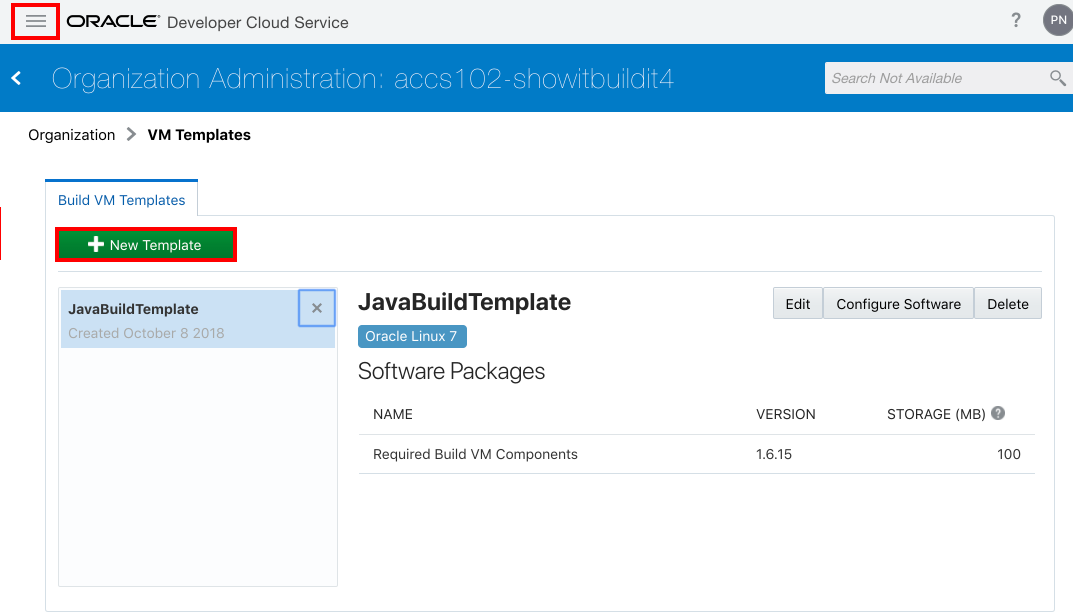 ORACLE Developer Cloud Service
? PN
Organization Administration: accs102-showitbuildit4
Search Not Available
Organization > VM Templates
Build VM Templates
+ New Template
JavaBuildTemplate
Created October 8 2018
×
JavaBuildTemplate
Edit Configure Software Delete
Oracle Linux 7
Software Packages
NAME VERSION STORAGE (MB) ?
Required Build VM Components 1.6.15 100